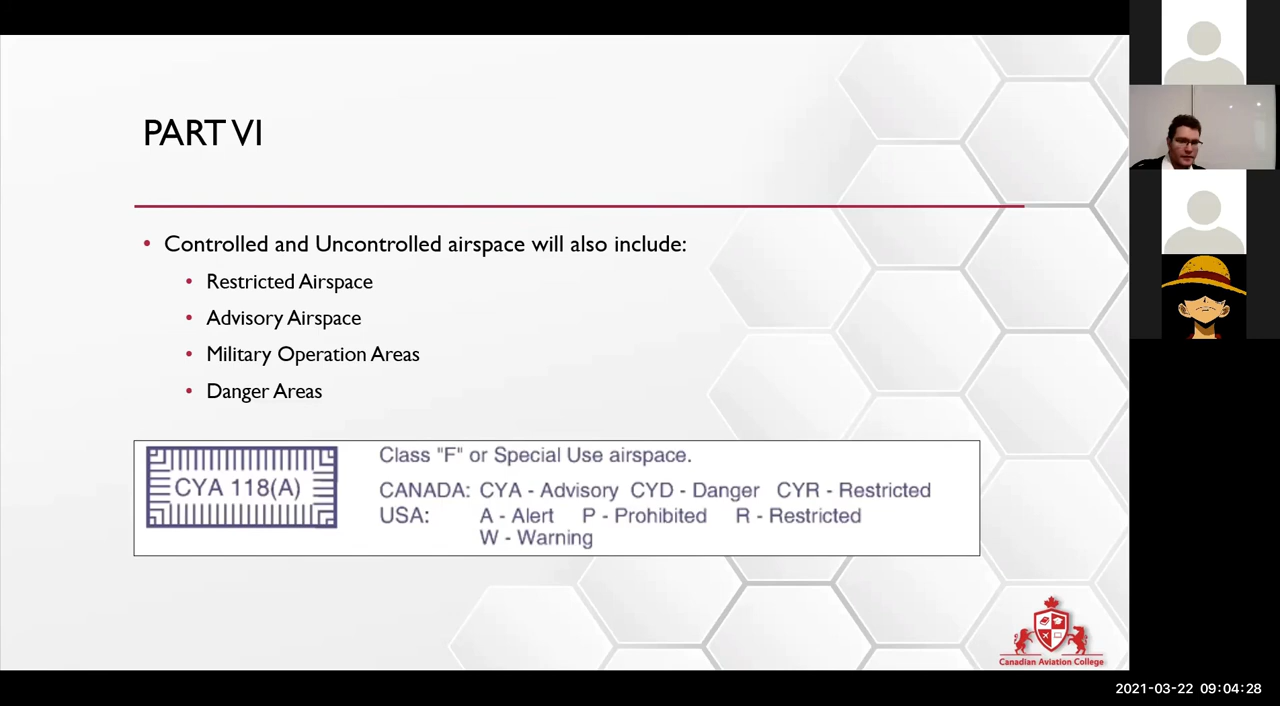 PART VI
• Controlled and Uncontrolled airspace will also include:
• Restricted Airspace
• Advisory Airspace
• Military Operation Areas
• Danger Areas
CYA 118(A)
Class "F" or Special Use airspace.
CANADA: CYA - Advisory CYD - Danger CYR - Restricted
USA: A - Alert P - Prohibited R - Restricted
W - Warning
Canadian Aviation College
2021-03-22 09:04:28